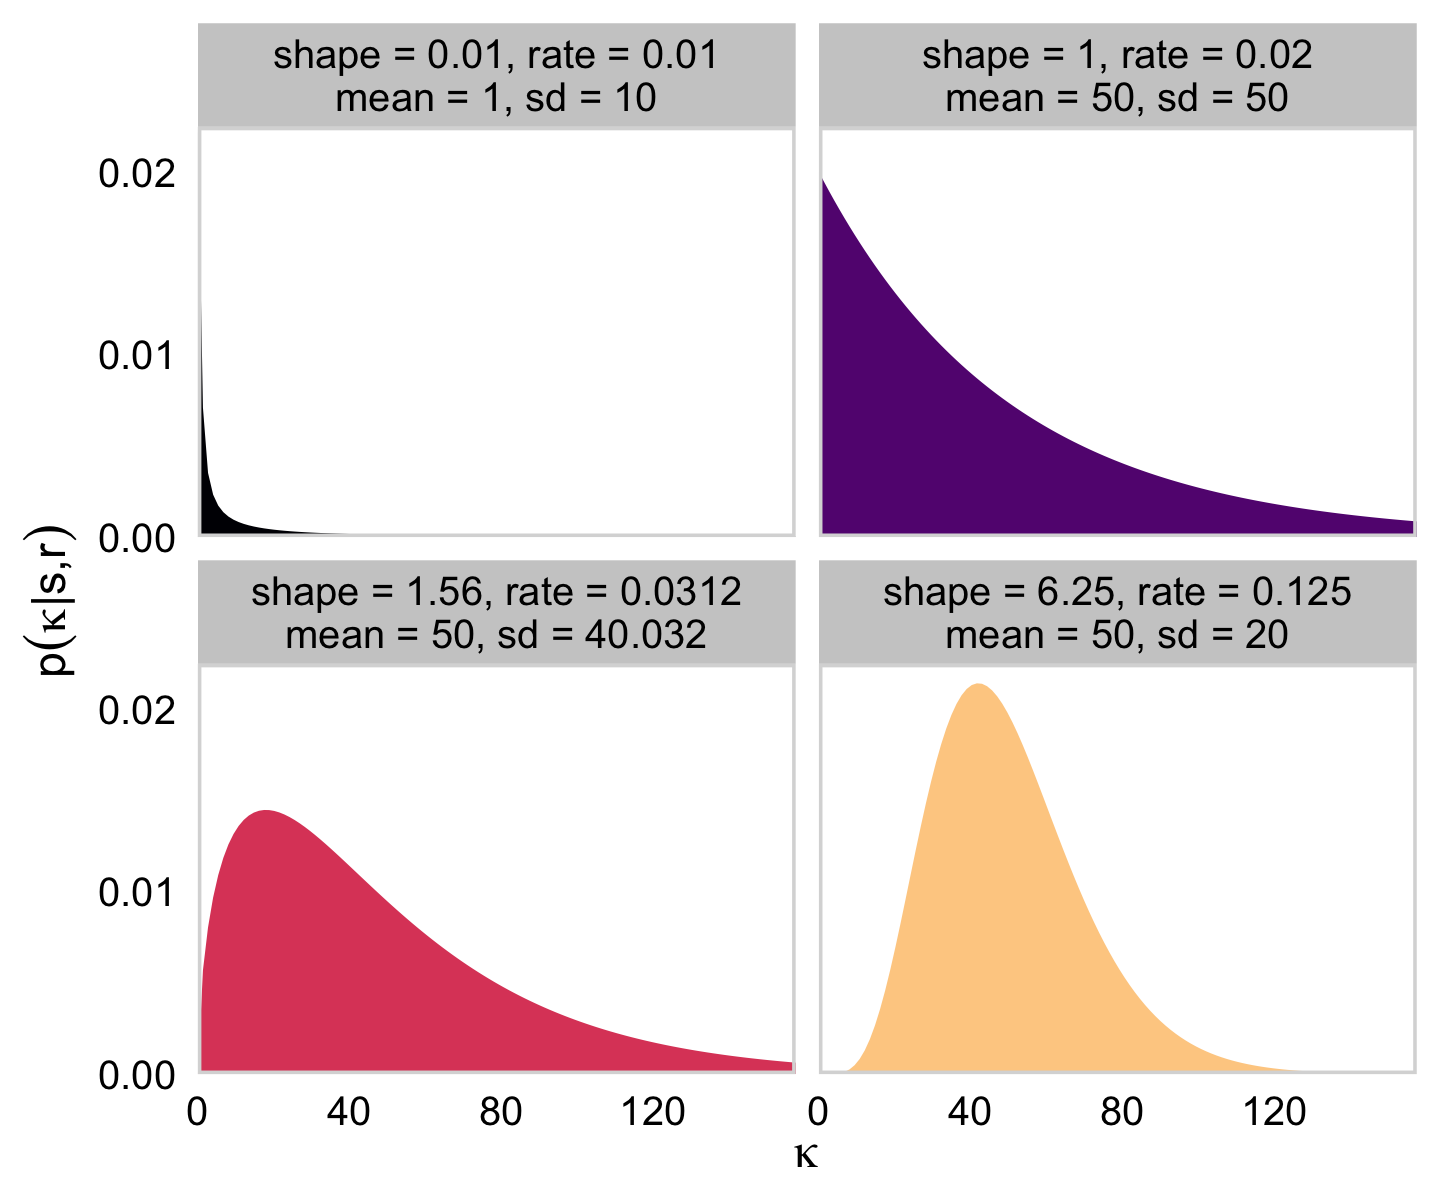 shape = 0.01, rate = 0.01
mean = 1, sd = 10
shape = 1, rate = 0.02
mean = 50, sd = 50
0.02
0.01
0.00
shape = 1.56, rate = 0.0312
mean = 50, sd = 40.032
shape = 6.25, rate = 0.125
mean = 50, sd = 20
0.02
0.01
0.00
p(κ|s,r)
0 40 80 120
0 40 80 120
κ